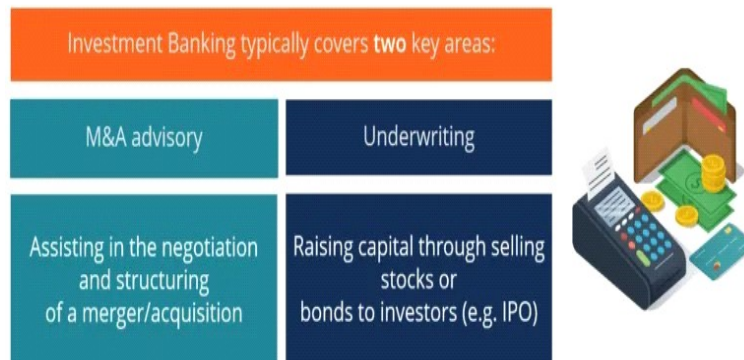 Investment Banking typically covers two key areas:
M&A advisory
Underwriting
Assisting in the negotiation
and structuring
of a merger/acquisition
Raising capital through selling
stocks or
bonds to investors (e.g. IPO)